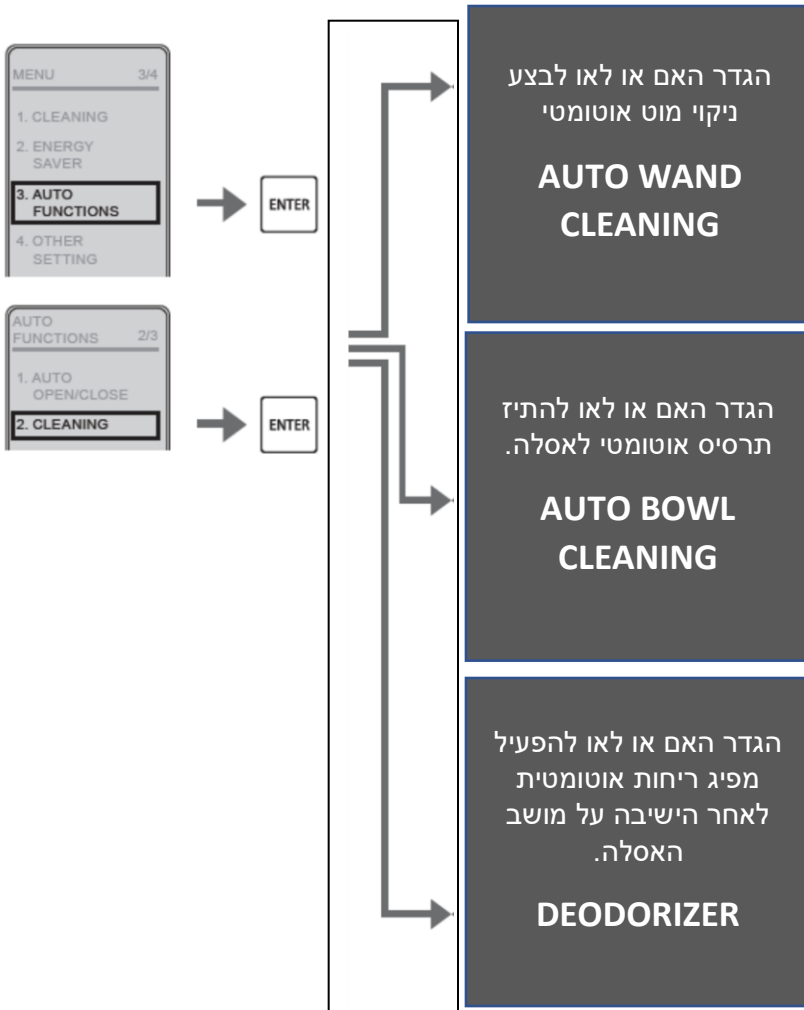 MENU 3/4
1. CLEANING
2. ENERGY
SAVER
3. AUTO
FUNCTIONS
4. OTHER
SETTING
ENTER
AUTO
FUNCTIONS 2/3
1. AUTO
OPEN/CLOSE
2. CLEANING
ENTER
הגדר האם או לאו לבצע
ניקוי מוט אוטומטי
AUTO WAND
CLEANING
הגדר האם או לאו להתיז
תרסיס אוטומטי לאסלה.
AUTO BOWL
CLEANING
הגדר האם או לאו להפעיל
מפיג ריחות אוטומטית
לאחר הישיבה על מושב
האסלה.
DEODORIZER